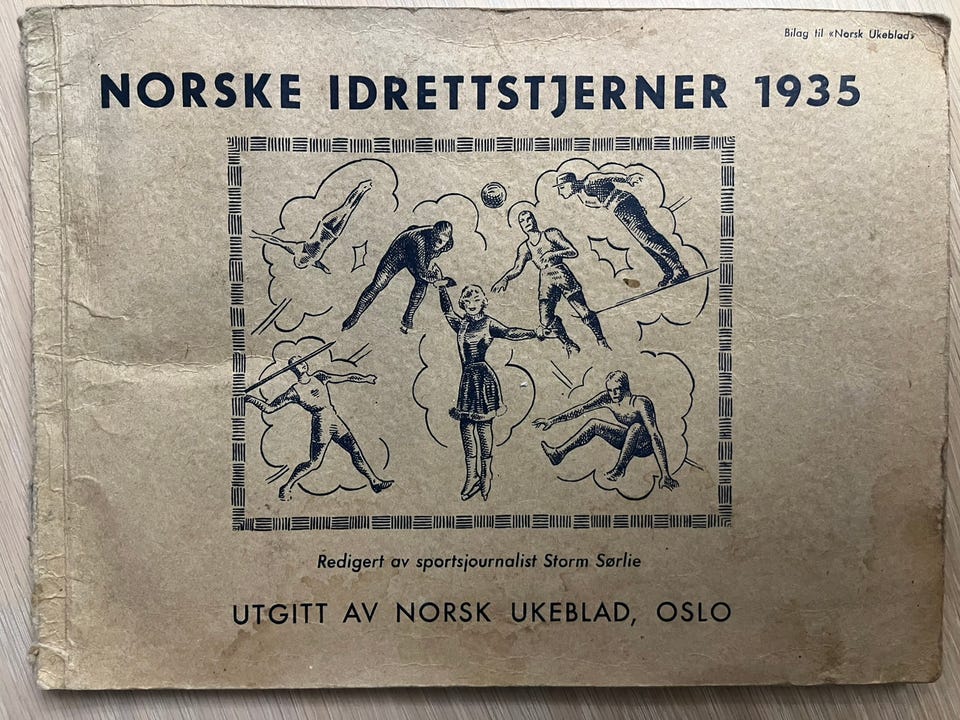 Bilag til «Norsk Ukeblad»
NORSKE IDRETTSTJERNER 1935
Redigert av sportsjournalist Storm Sørlie
UTGITT AV NORSK UKEBLAD, OSLO